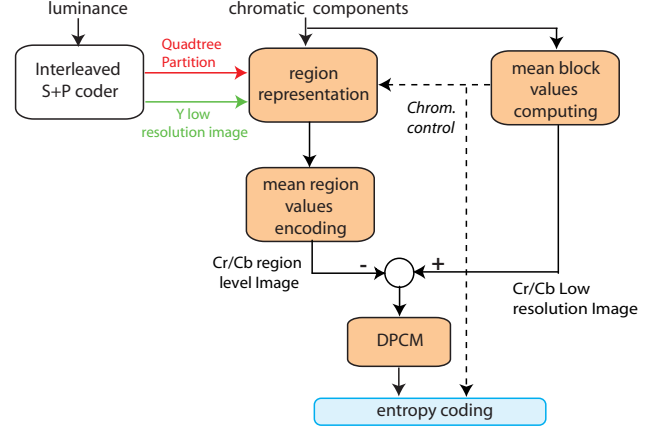 luminance
chromatic components
Interleaved
S+P coder
Quadtree
Partition
Y low
resolution image
region
representation
Chrom.
control
mean block
values
computing
mean region
values
encoding
Cr/Cb region
level Image
-
+
Cr/Cb Low
resolution Image
DPCM
entropy coding